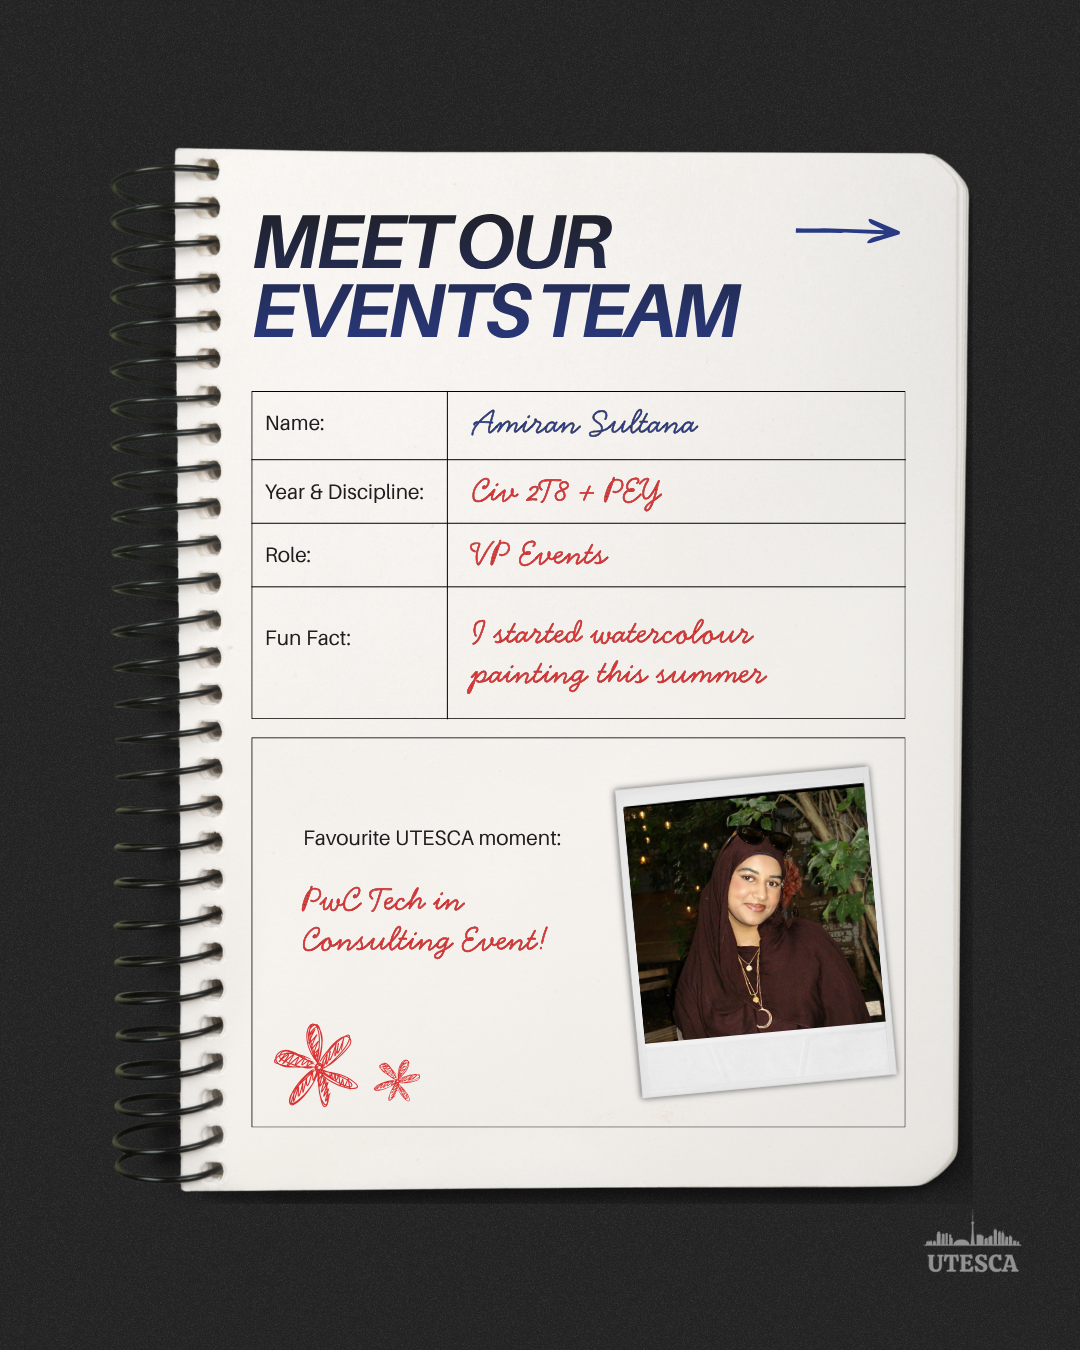 MEET OUR
EVENTS TEAM
Name:
Amiran Sultana
Year & Discipline:
Civ 2T8 + PEY
Role:
VP Events
Fun Fact:
I started watercolour
painting this summer
Favourite UTESCA moment:
PwC Tech in
Consulting Event!
UTESCA